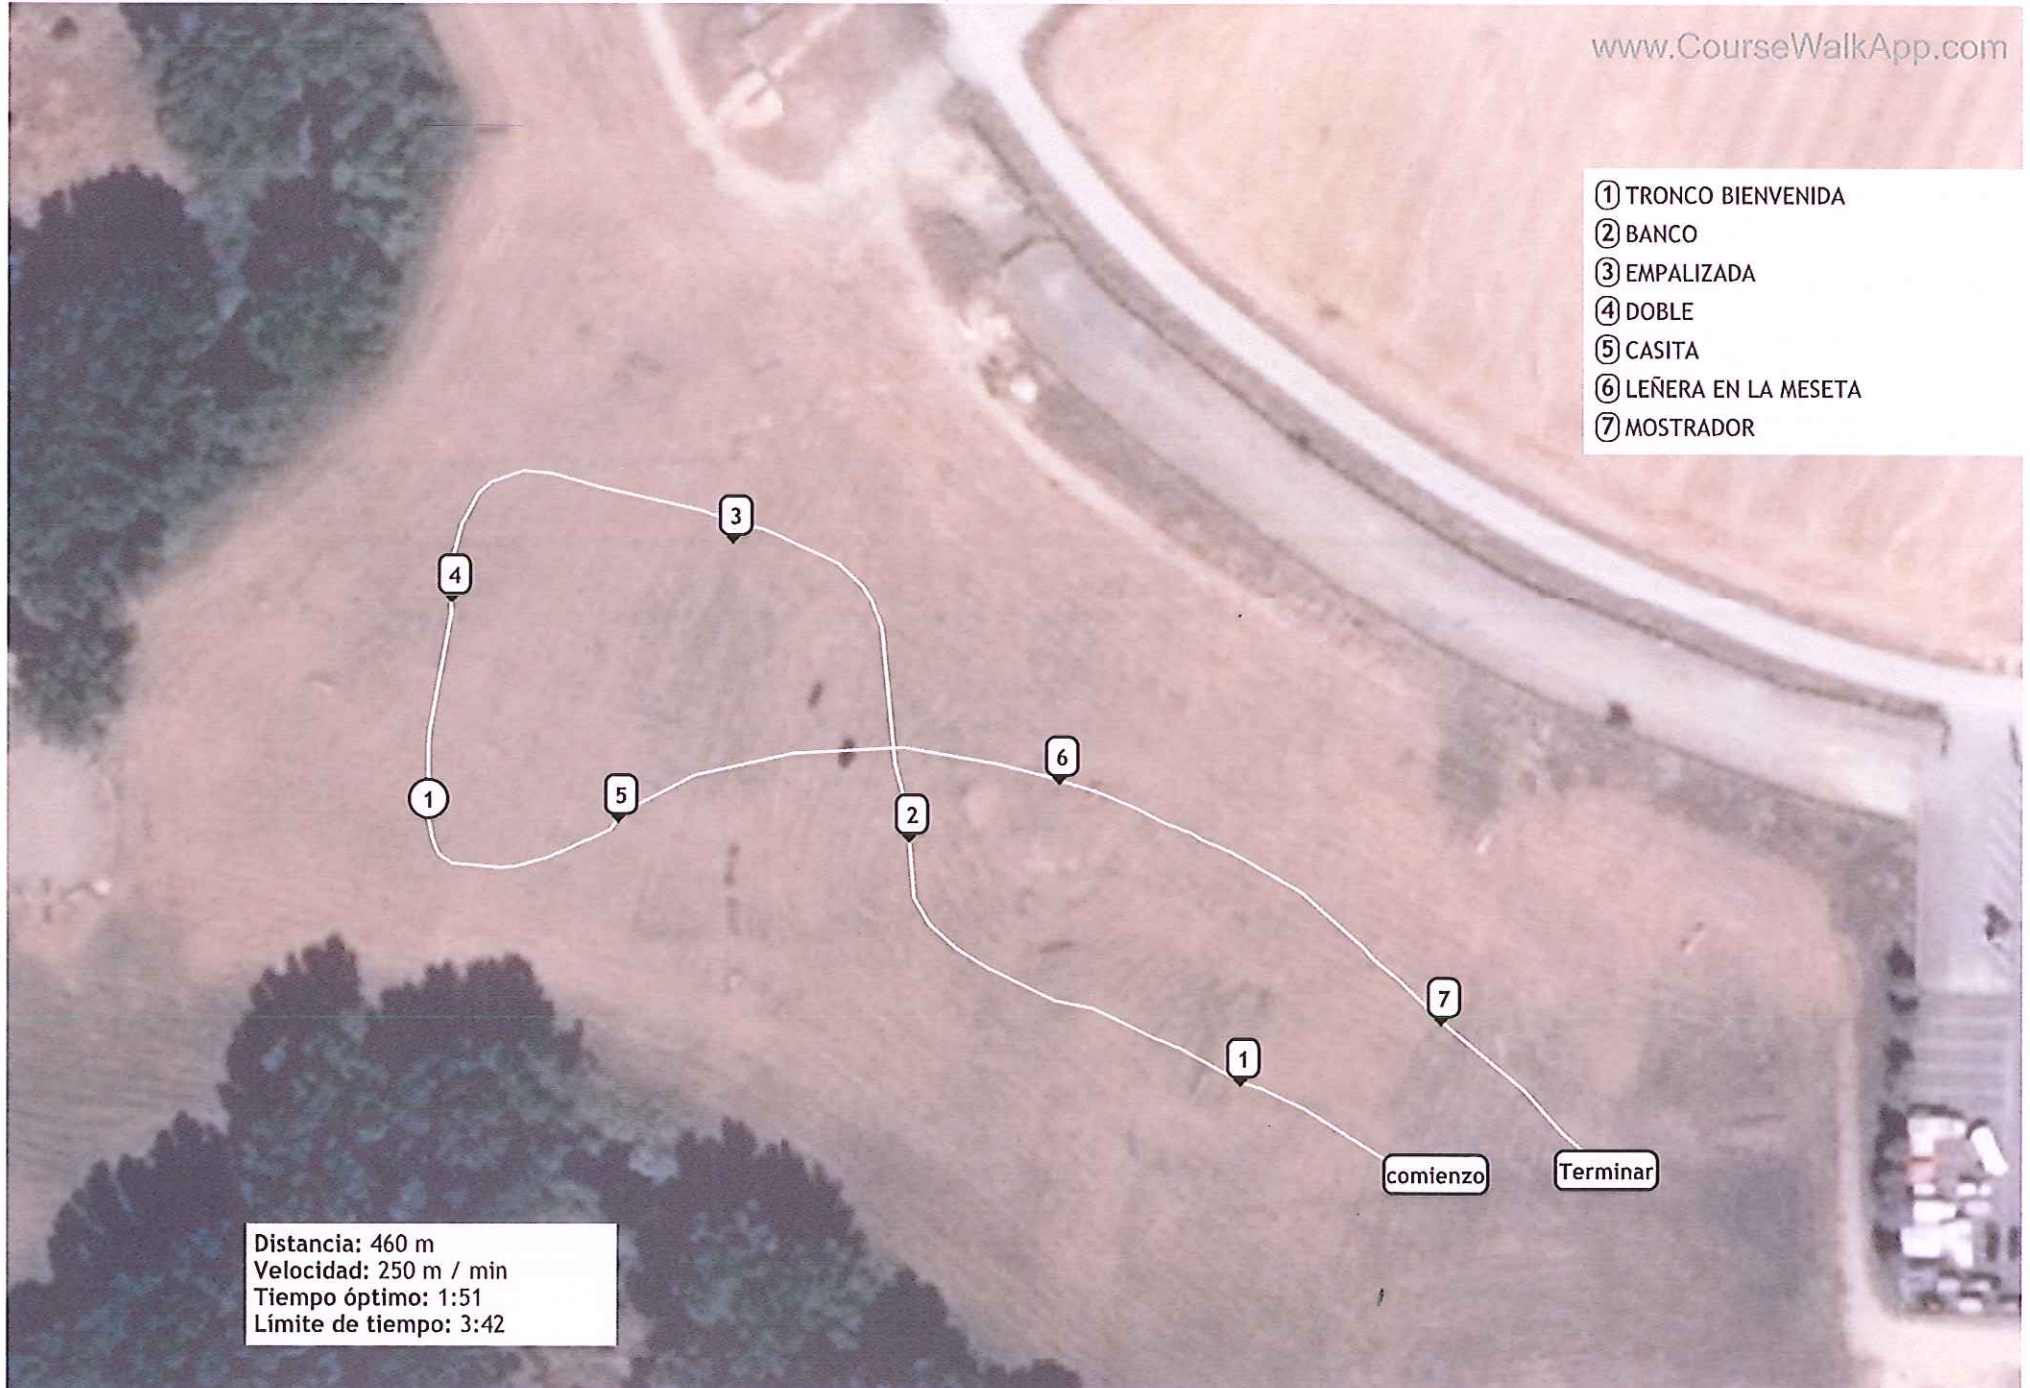 www.CourseWalkApp.com
① TRONCO BIENVENIDA
② BANCO
③ EMPALIZADA
④ DOBLE
⑤ CASITA
⑥ LEÑERA EN LA MESETA
⑦ MOSTRADOR
3
4
6
5
1
2
7
1
comienzo
Terminar
Distancia: 460 m
Velocidad: 250 m / min
Tiempo óptimo: 1:51
Límite de tiempo: 3:42